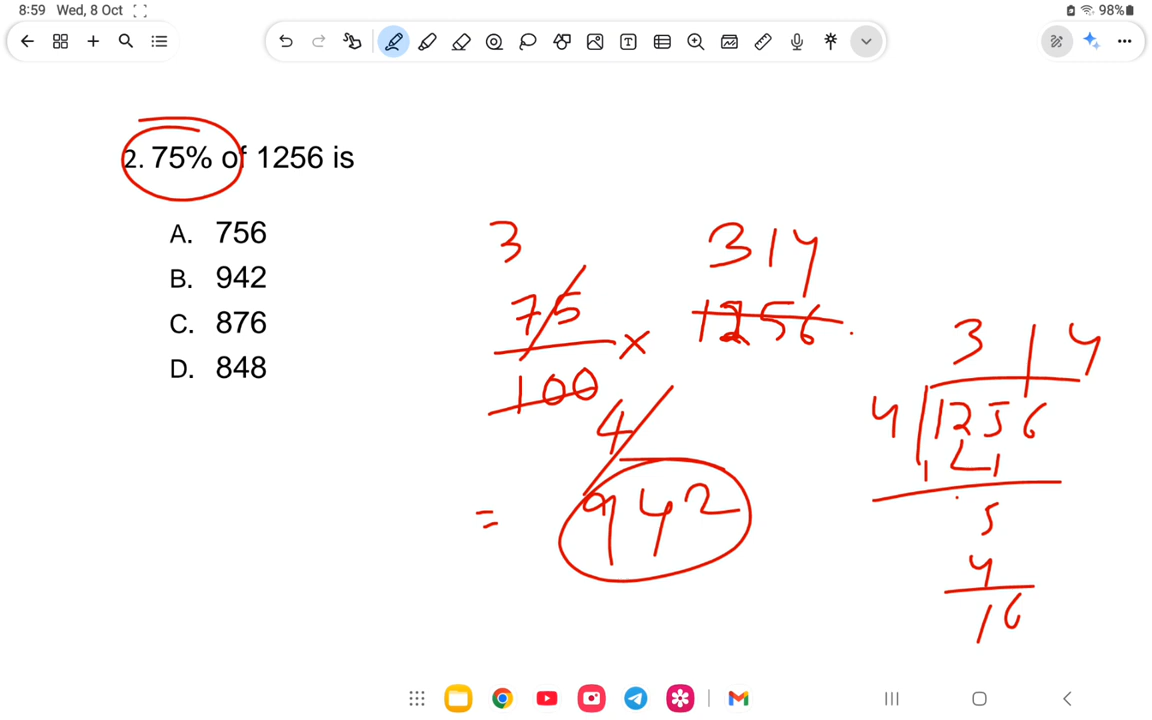 8:59 Wed, 8 Oct 98%
2. 75% of 1256 is
A. 756
B. 942
C. 876
D. 848
3
75
100
×
4
314
1256
= 942
314
4 1256
12
5
4
16